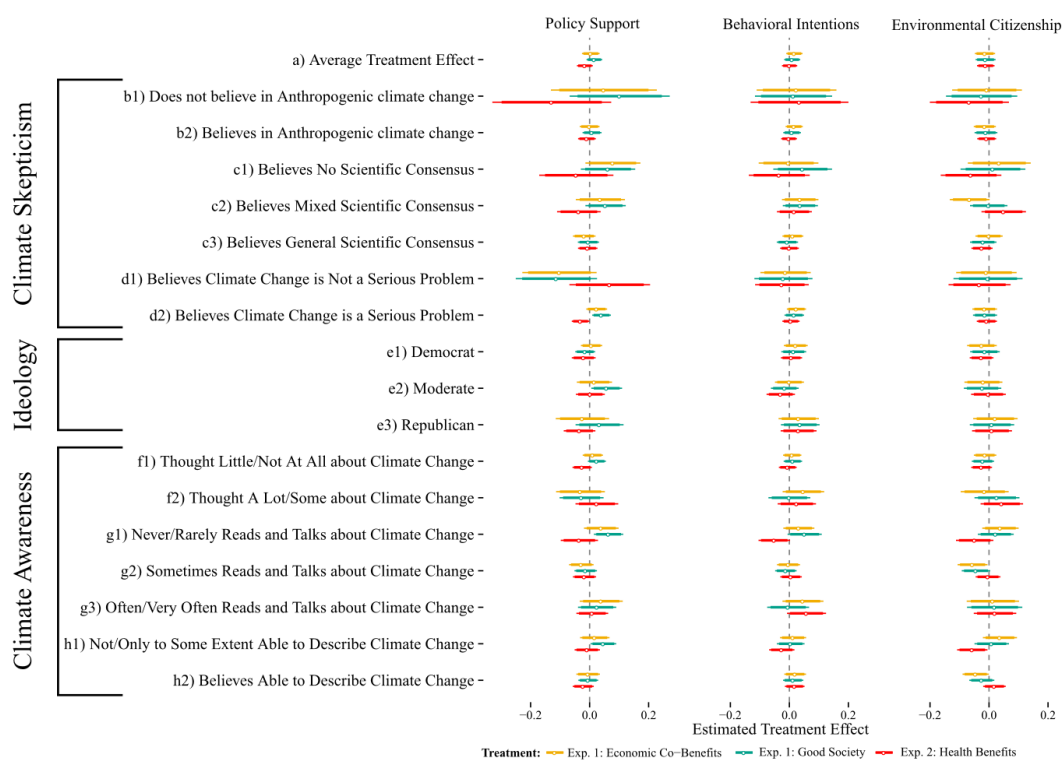 Policy Support Behavioral Intentions Environmental Citizenship
a) Average Treatment Effect
Climate Skepticism
b1) Does not believe in Anthropogenic climate change
b2) Believes in Anthropogenic climate change
c1) Believes No Scientific Consensus
c2) Believes Mixed Scientific Consensus
c3) Believes General Scientific Consensus
d1) Believes Climate Change is Not a Serious Problem
d2) Believes Climate Change is a Serious Problem
Ideology
e1) Democrat
e2) Moderate
e3) Republican
Climate Awareness
f1) Thought Little/Not At All about Climate Change
f2) Thought A Lot/Some about Climate Change
g1) Never/Rarely Reads and Talks about Climate Change
g2) Sometimes Reads and Talks about Climate Change
g3) Often/Very Often Reads and Talks about Climate Change
h1) Not/Only to Some Extent Able to Describe Climate Change
h2) Believes Able to Describe Climate Change
−0.2 0.0 0.2 −0.2 0.0 0.2 −0.2 0.0 0.2
Estimated Treatment Effect
Treatment: Exp. 1: Economic Co−Benefits Exp. 1: Good Society Exp. 2: Health Benefits